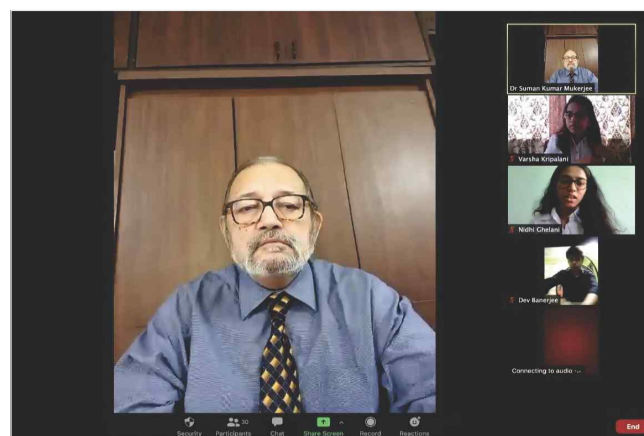 Dr Suman Kumar Mukerjee
Varsha Kripalani
Nidhi Ghelani
Dev Banerjee
Connecting to audio ·-·
Security
Participants
30
Chat
Share Screen
Record
Reactions
End